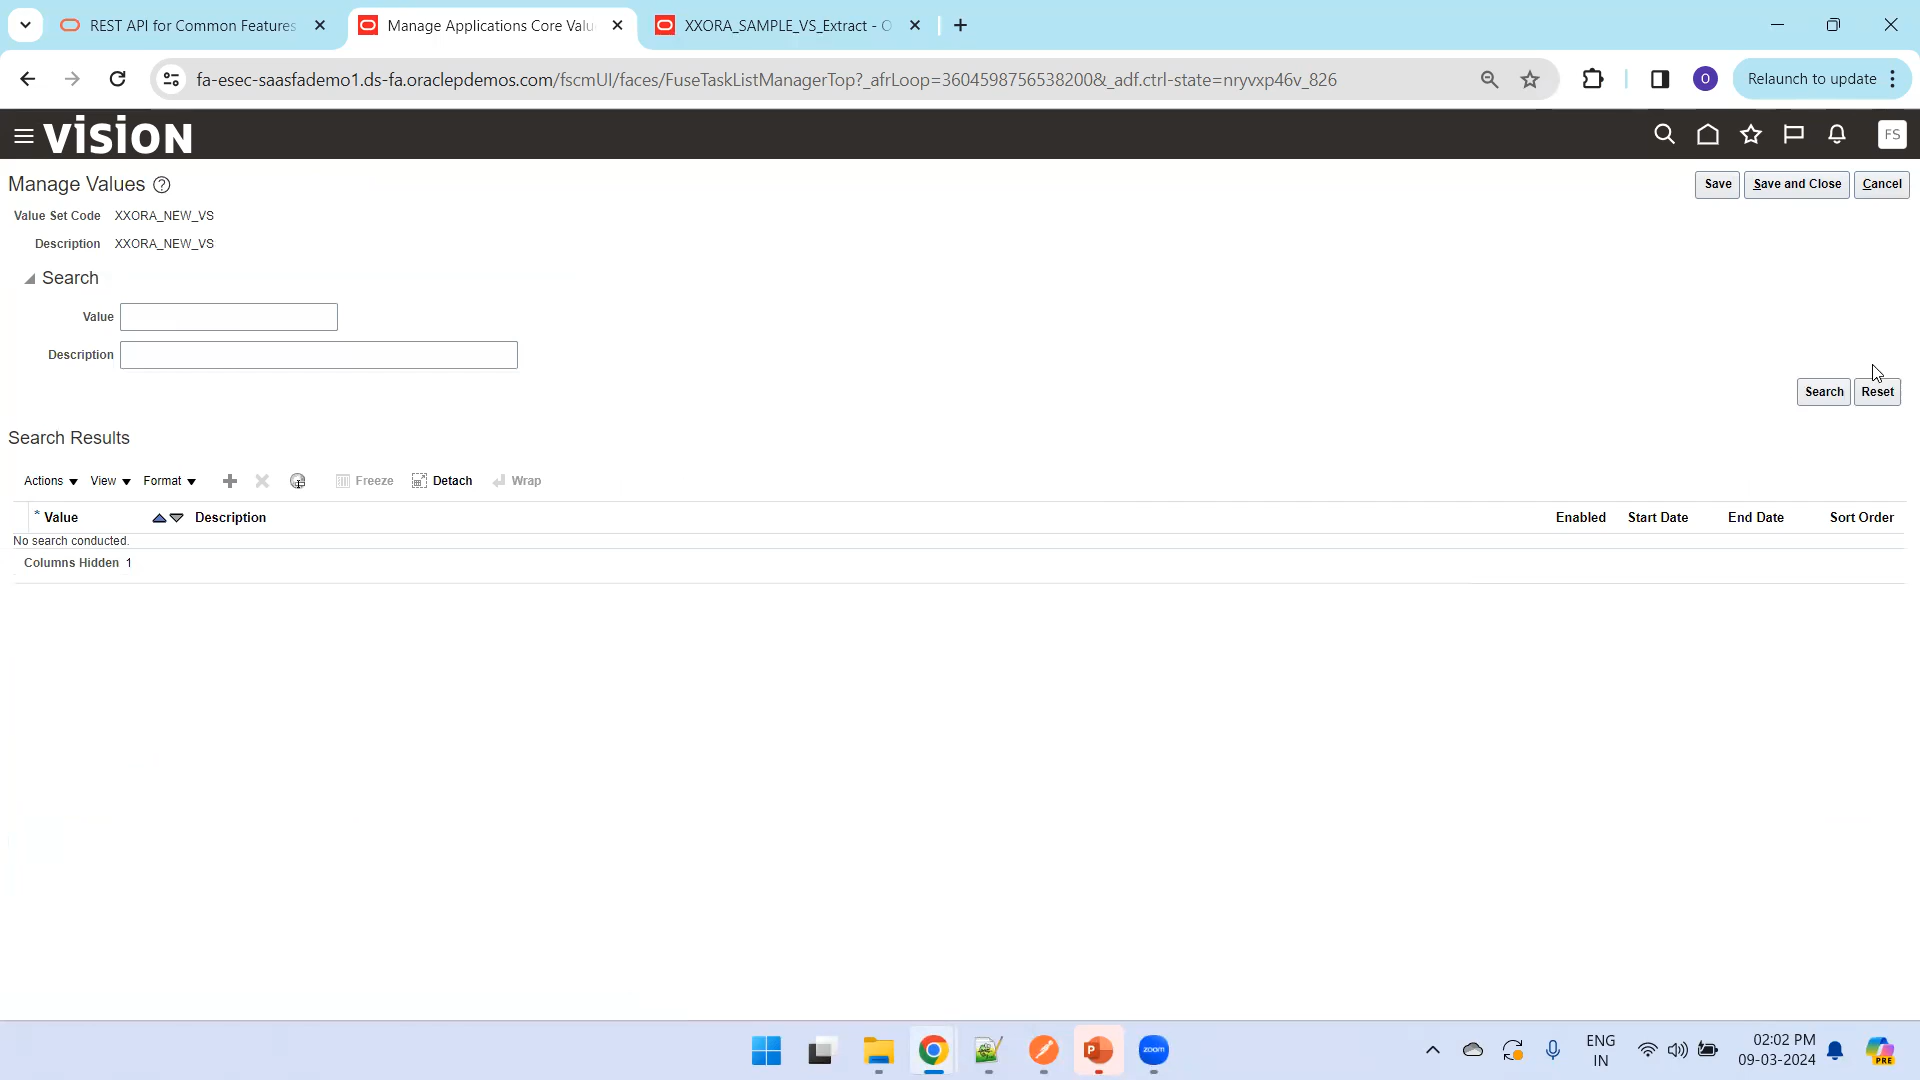 REST API for Common Features
Manage Applications Core Valu
XXORA_SAMPLE_VS_Extract - O
fa-esec-saasfademo1.ds-fa.oraclepdemos.com/fscmUI/faces/FuseTaskListManagerTop?_afrLoop=3604598756538200&_adf.ctrl-state=nryvxp46v_826
O
Relaunch to update
vision
FS
Manage Values ?
Save
Save and Close
Cancel
Value Set Code XXORA_NEW_VS
Description XXORA_NEW_VS
Search
Value
Description
Search
Reset
Search Results
Actions View Format Freeze Detach Wrap
* Value Description Enabled Start Date End Date Sort Order
No search conducted.
Columns Hidden 1
zoom
ENG
IN
02:02 PM
09-03-2024
PRE